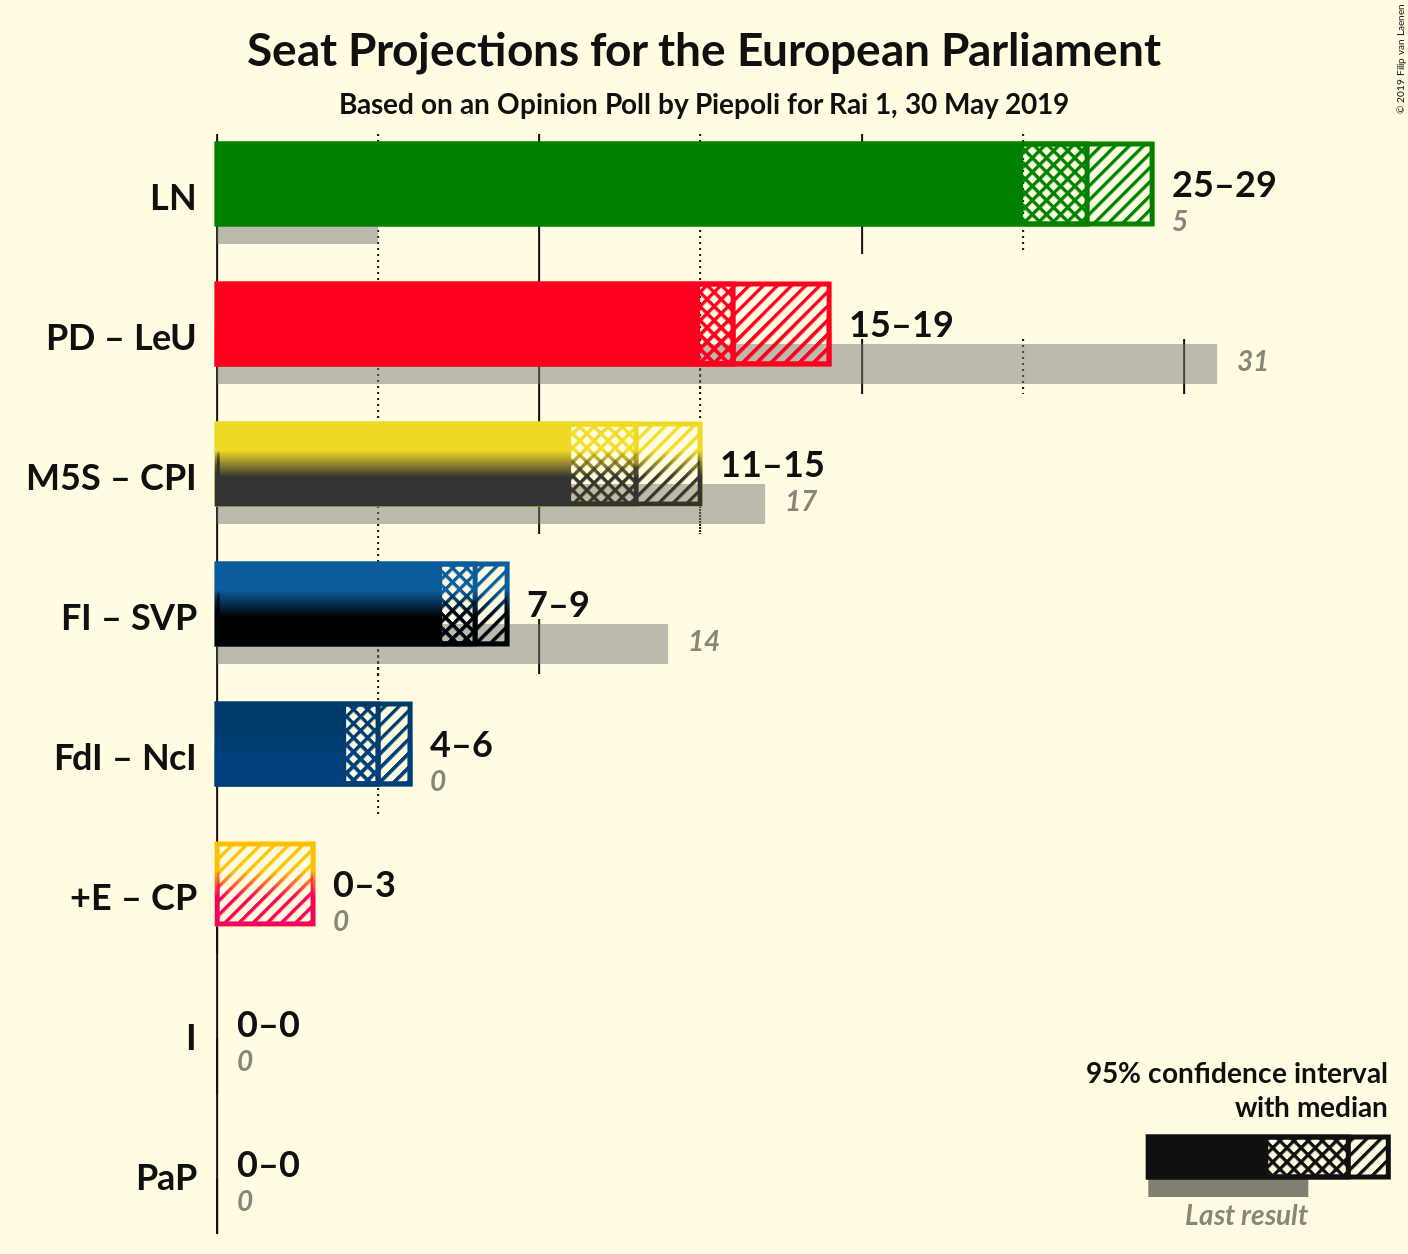 Seat Projections for the European Parliament
Based on an Opinion Poll by Piepoli for Rai 1, 30 May 2019
© 2019 Filip van Laenen
LN
25–29
5
PD – LeU
15–19
31
M5S – CPI
11–15
17
FI – SVP
7–9
14
FdI – NcI
4–6
0
+E – CP
0–3
0
I
0–0
0
PaP
0–0
0
95% confidence interval
with median
Last result